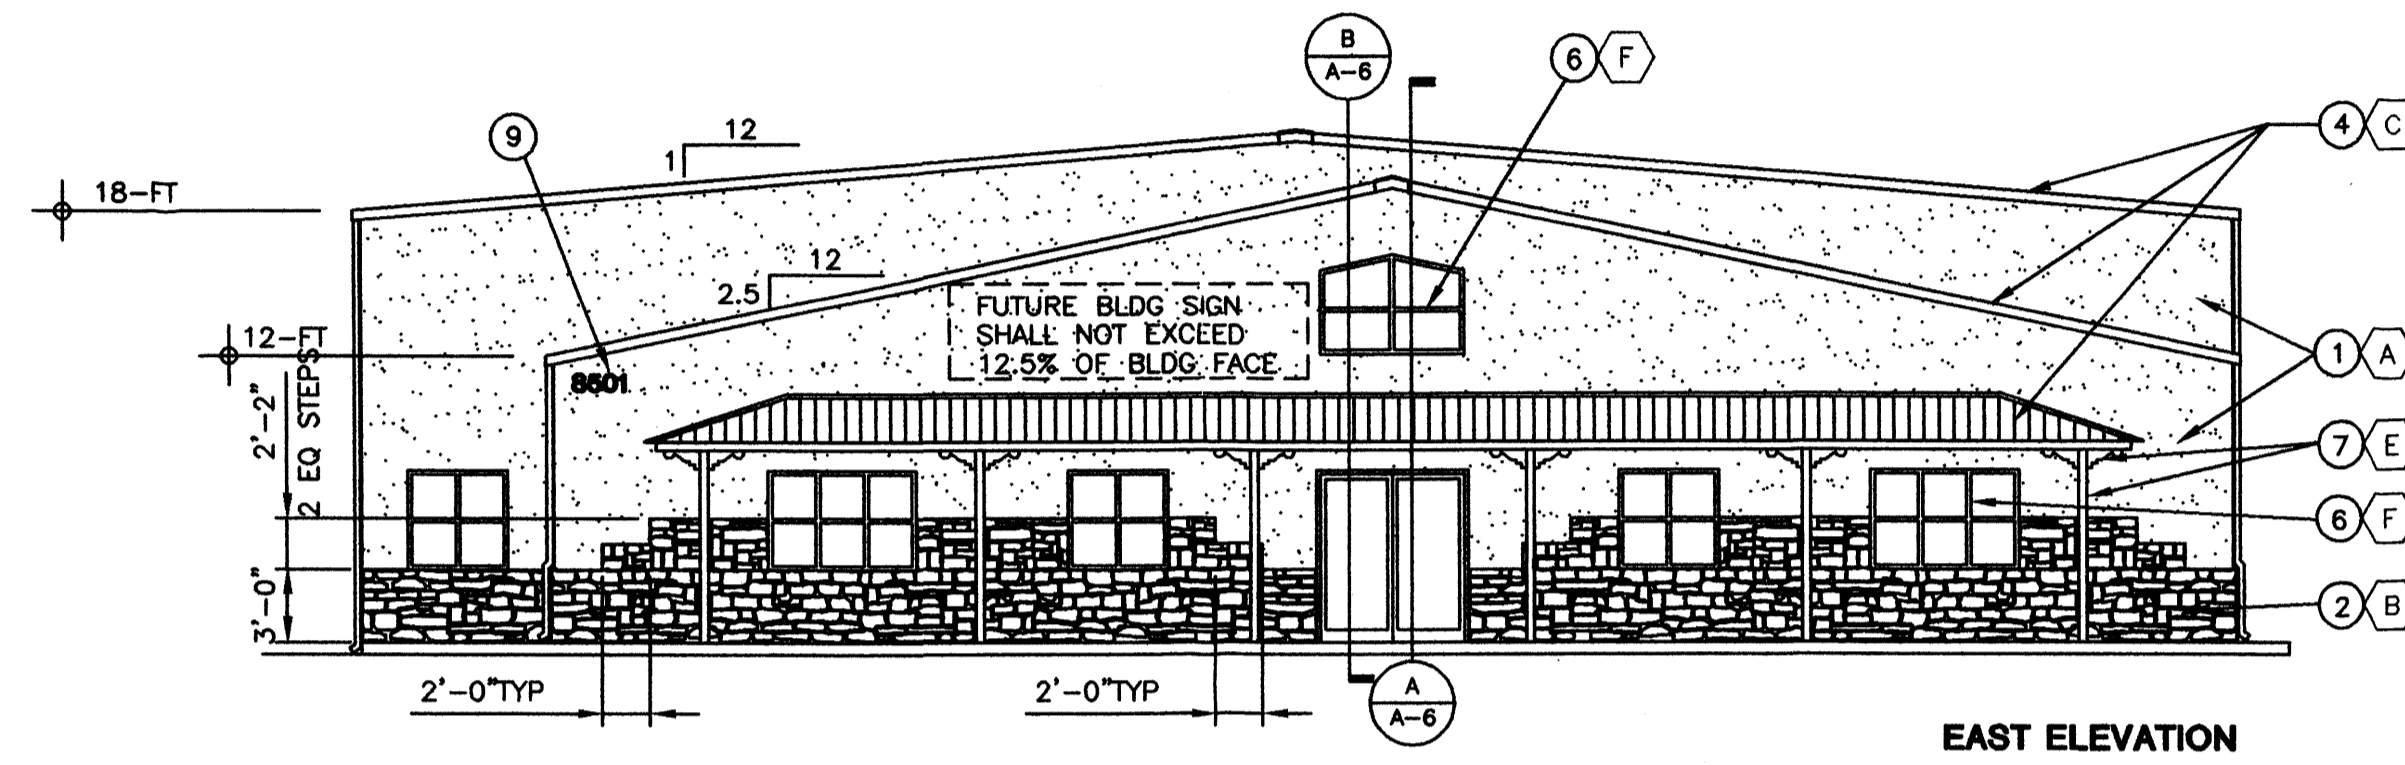 B
A-6
6 F
4 C
9
12
1
18-FT
12
2.5
FUTURE BLDG SIGN
SHALL NOT EXCEED
12.5% OF BLDG FACE
12-FT
8501
1 A
2'-2"
2 EQ STEPS
7 E
6 F
3'-0"
2 B
2'-0"TYP
2'-0"TYP
A
A-6
EAST ELEVATION